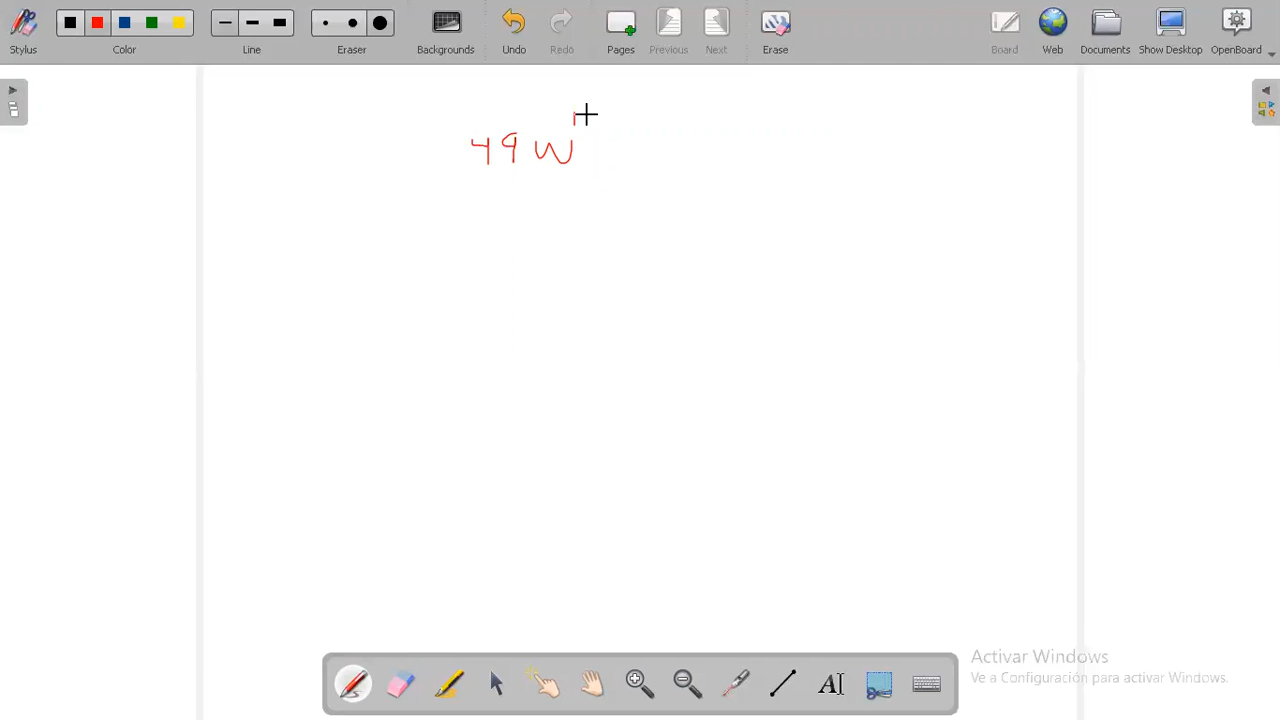 Stylus
Color
Line
Eraser
Backgrounds
Undo
Redo
Pages
Previous
Next
Erase
Board
Web
Documents
Show Desktop
OpenBoard
49 W
AI
Activar Windows
Ve a Configuración para activar Windows.